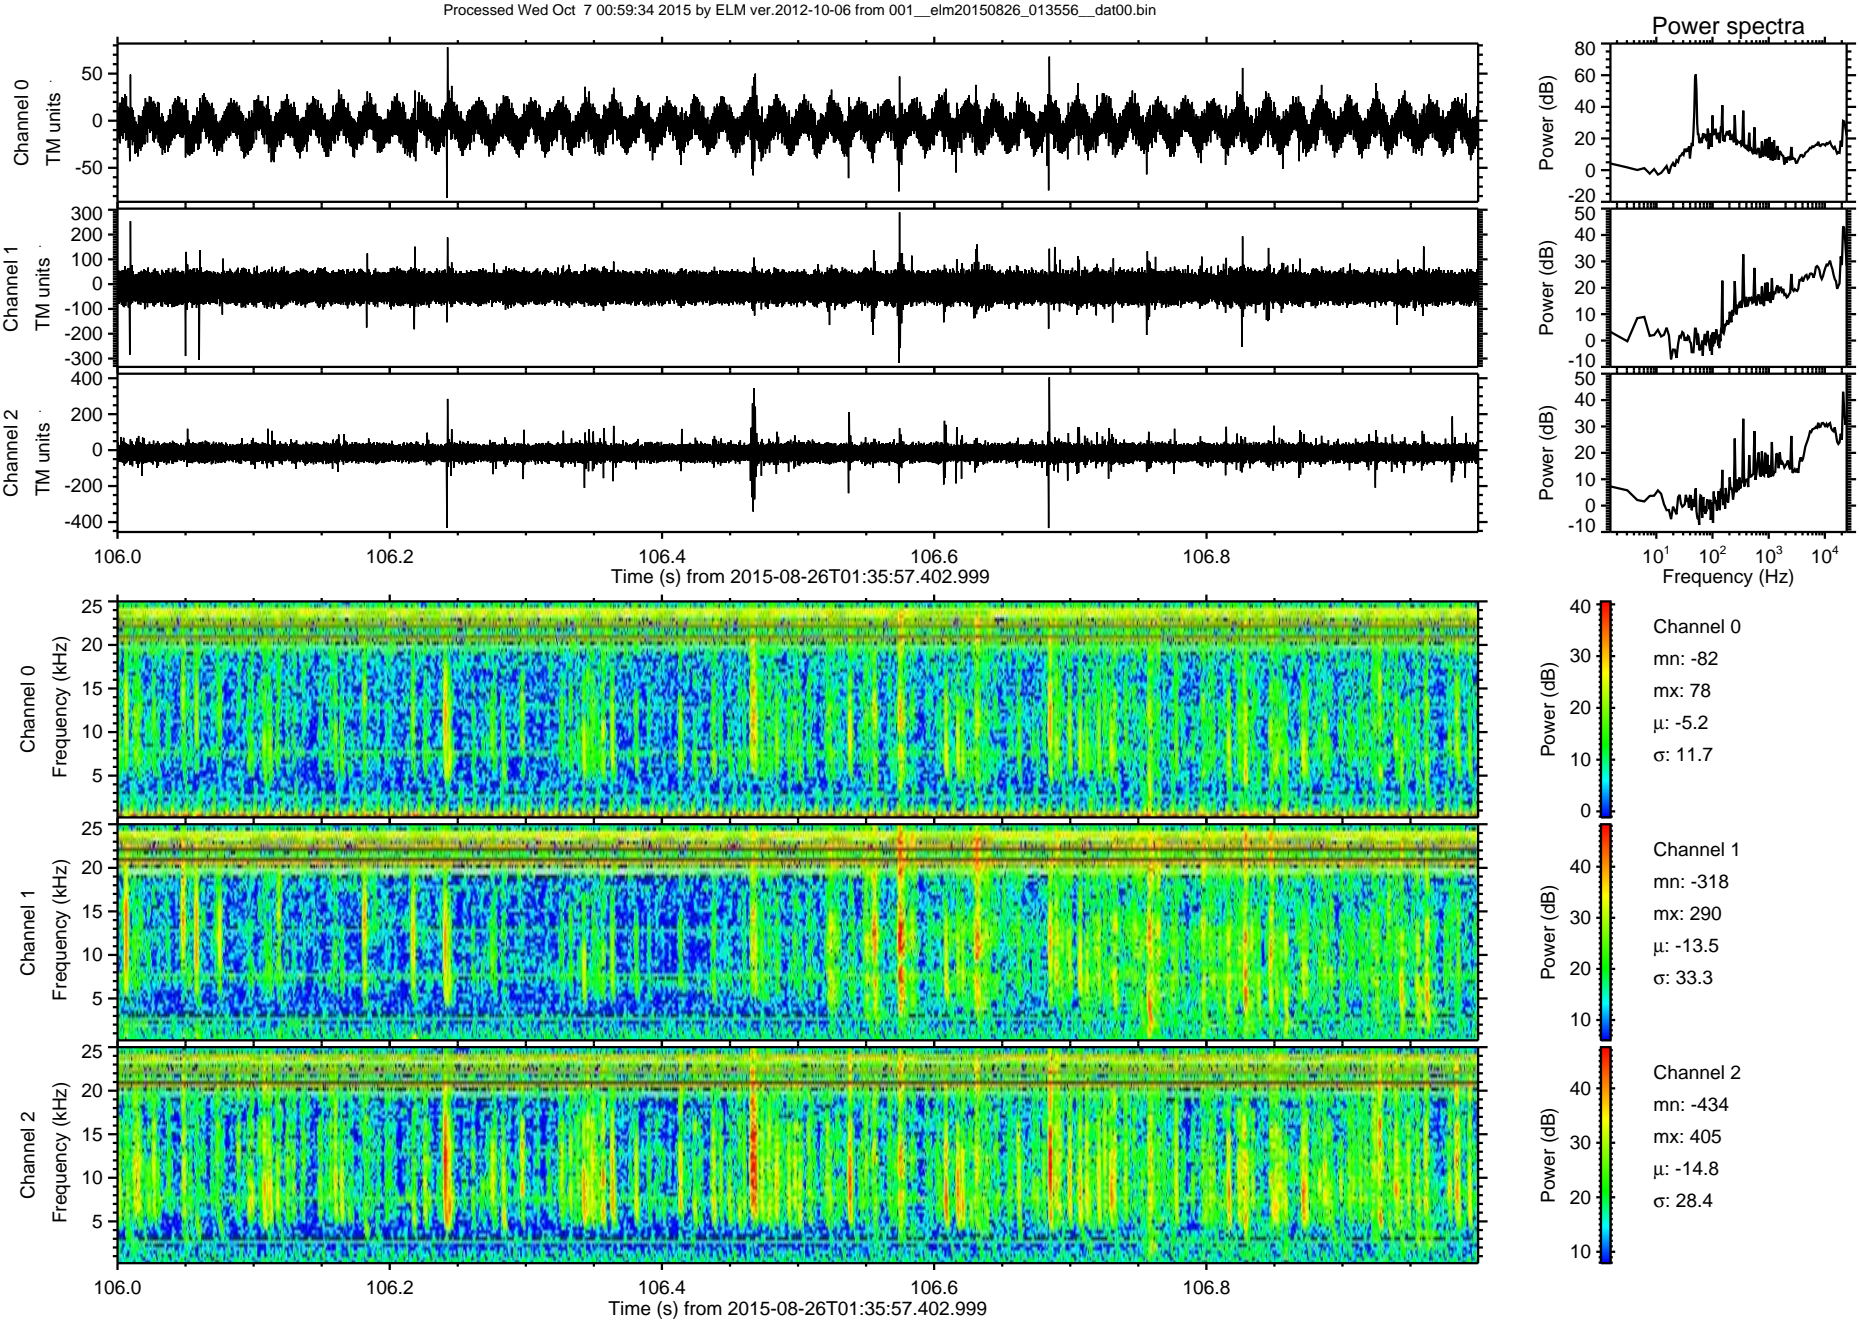 Processed Wed Oct  7 00:59:34 2015 by ELM ver.2012-10-06 from 001__elm20150826_013556__dat00.bin
Power spectra
Channel 0
TM units
50
0
-50
Power (dB)
80
60
40
20
0
-20
Channel 1
TM units
300
200
100
0
-100
-200
-300
Power (dB)
50
40
30
20
10
0
-10
Channel 2
TM units
400
200
0
-200
-400
Power (dB)
50
40
30
20
10
0
-10
106.0 106.2 106.4 106.6 106.8
Time (s) from 2015-08-26T01:35:57.402.999
10^1 10^2 10^3 10^4
Frequency (Hz)
Channel 0
Frequency (kHz)
25
20
15
10
5
Power (dB)
40
30
20
10
0
Channel 0
mn: -82
mx: 78
μ: -5.2
σ: 11.7
Channel 1
Frequency (kHz)
25
20
15
10
5
Power (dB)
40
30
20
10
Channel 1
mn: -318
mx: 290
μ: -13.5
σ: 33.3
Channel 2
Frequency (kHz)
25
20
15
10
5
Power (dB)
40
30
20
10
Channel 2
mn: -434
mx: 405
μ: -14.8
σ: 28.4
106.0 106.2 106.4 106.6 106.8
Time (s) from 2015-08-26T01:35:57.402.999